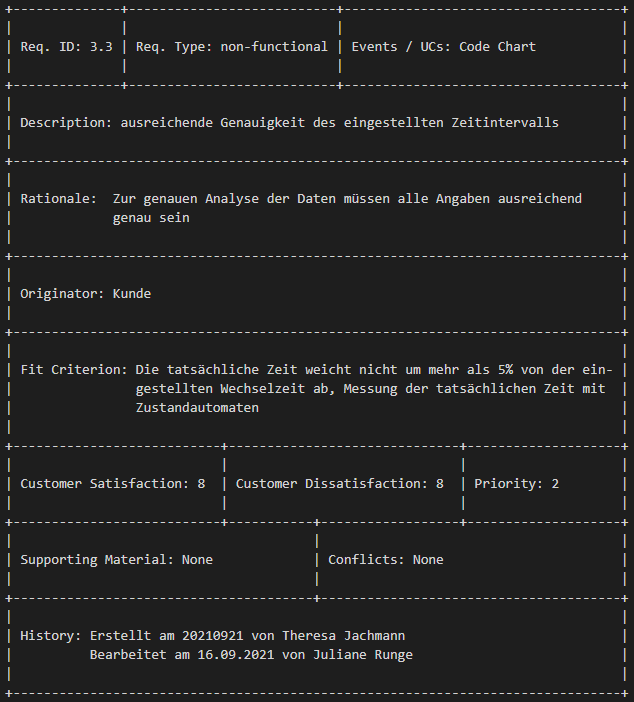 Req. ID: 3.3 | Req. Type: non-functional | Events / UCs: Code Chart
Description: ausreichende Genauigkeit des eingestellten Zeitintervalls
Rationale: Zur genauen Analyse der Daten müssen alle Angaben ausreichend
genau sein
Originator: Kunde
Fit Criterion: Die tatsächliche Zeit weicht nicht um mehr als 5% von der ein-
gestellten Wechselzeit ab, Messung der tatsächlichen Zeit mit
Zustandautomaten
Customer Satisfaction: 8 | Customer Dissatisfaction: 8 | Priority: 2
Supporting Material: None | Conflicts: None
History: Erstellt am 20210921 von Theresa Jachmann
Bearbeitet am 16.09.2021 von Juliane Runge